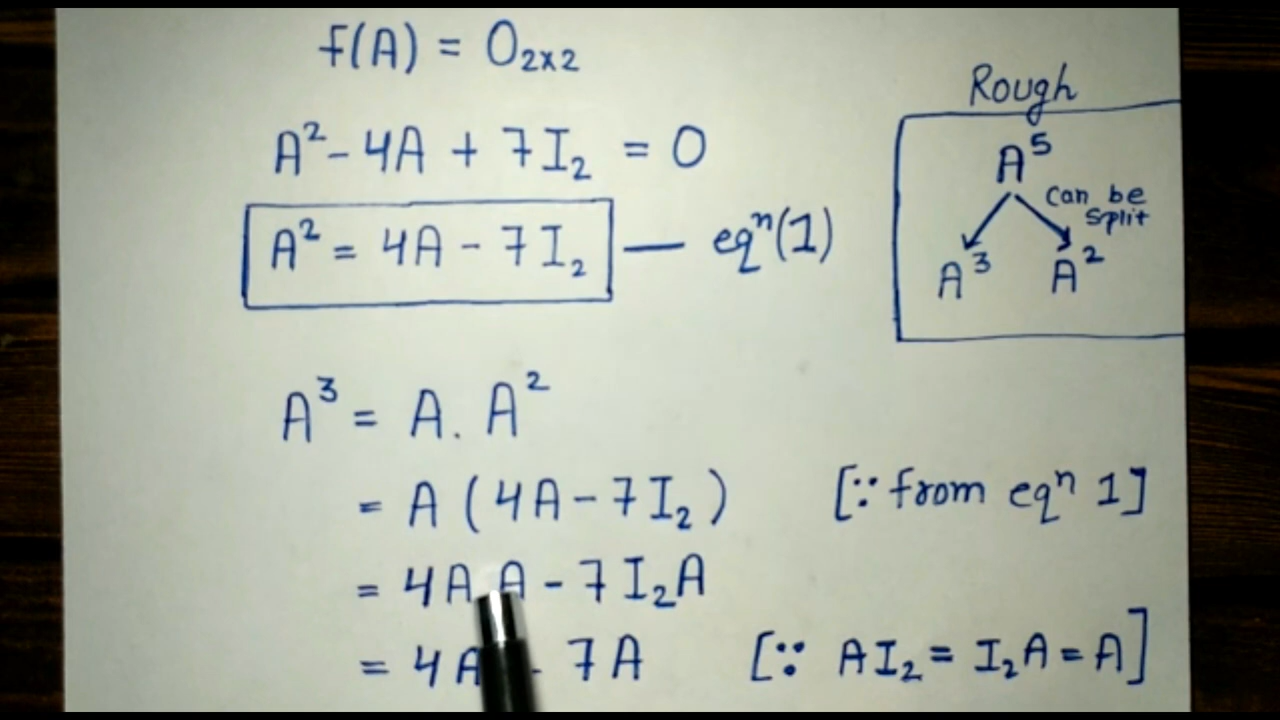 f(A) = O₂ₓ₂
A² - 4A + 7I₂ = 0
A² = 4A - 7I₂ — eqⁿ(1)
Rough
A⁵
can be
split
A³ A²
A³ = A. A²
= A (4A - 7I₂) [∵ from eqⁿ 1]
= 4A A - 7I₂A
= 4A - 7A [∵ AI₂ = I₂A = A]